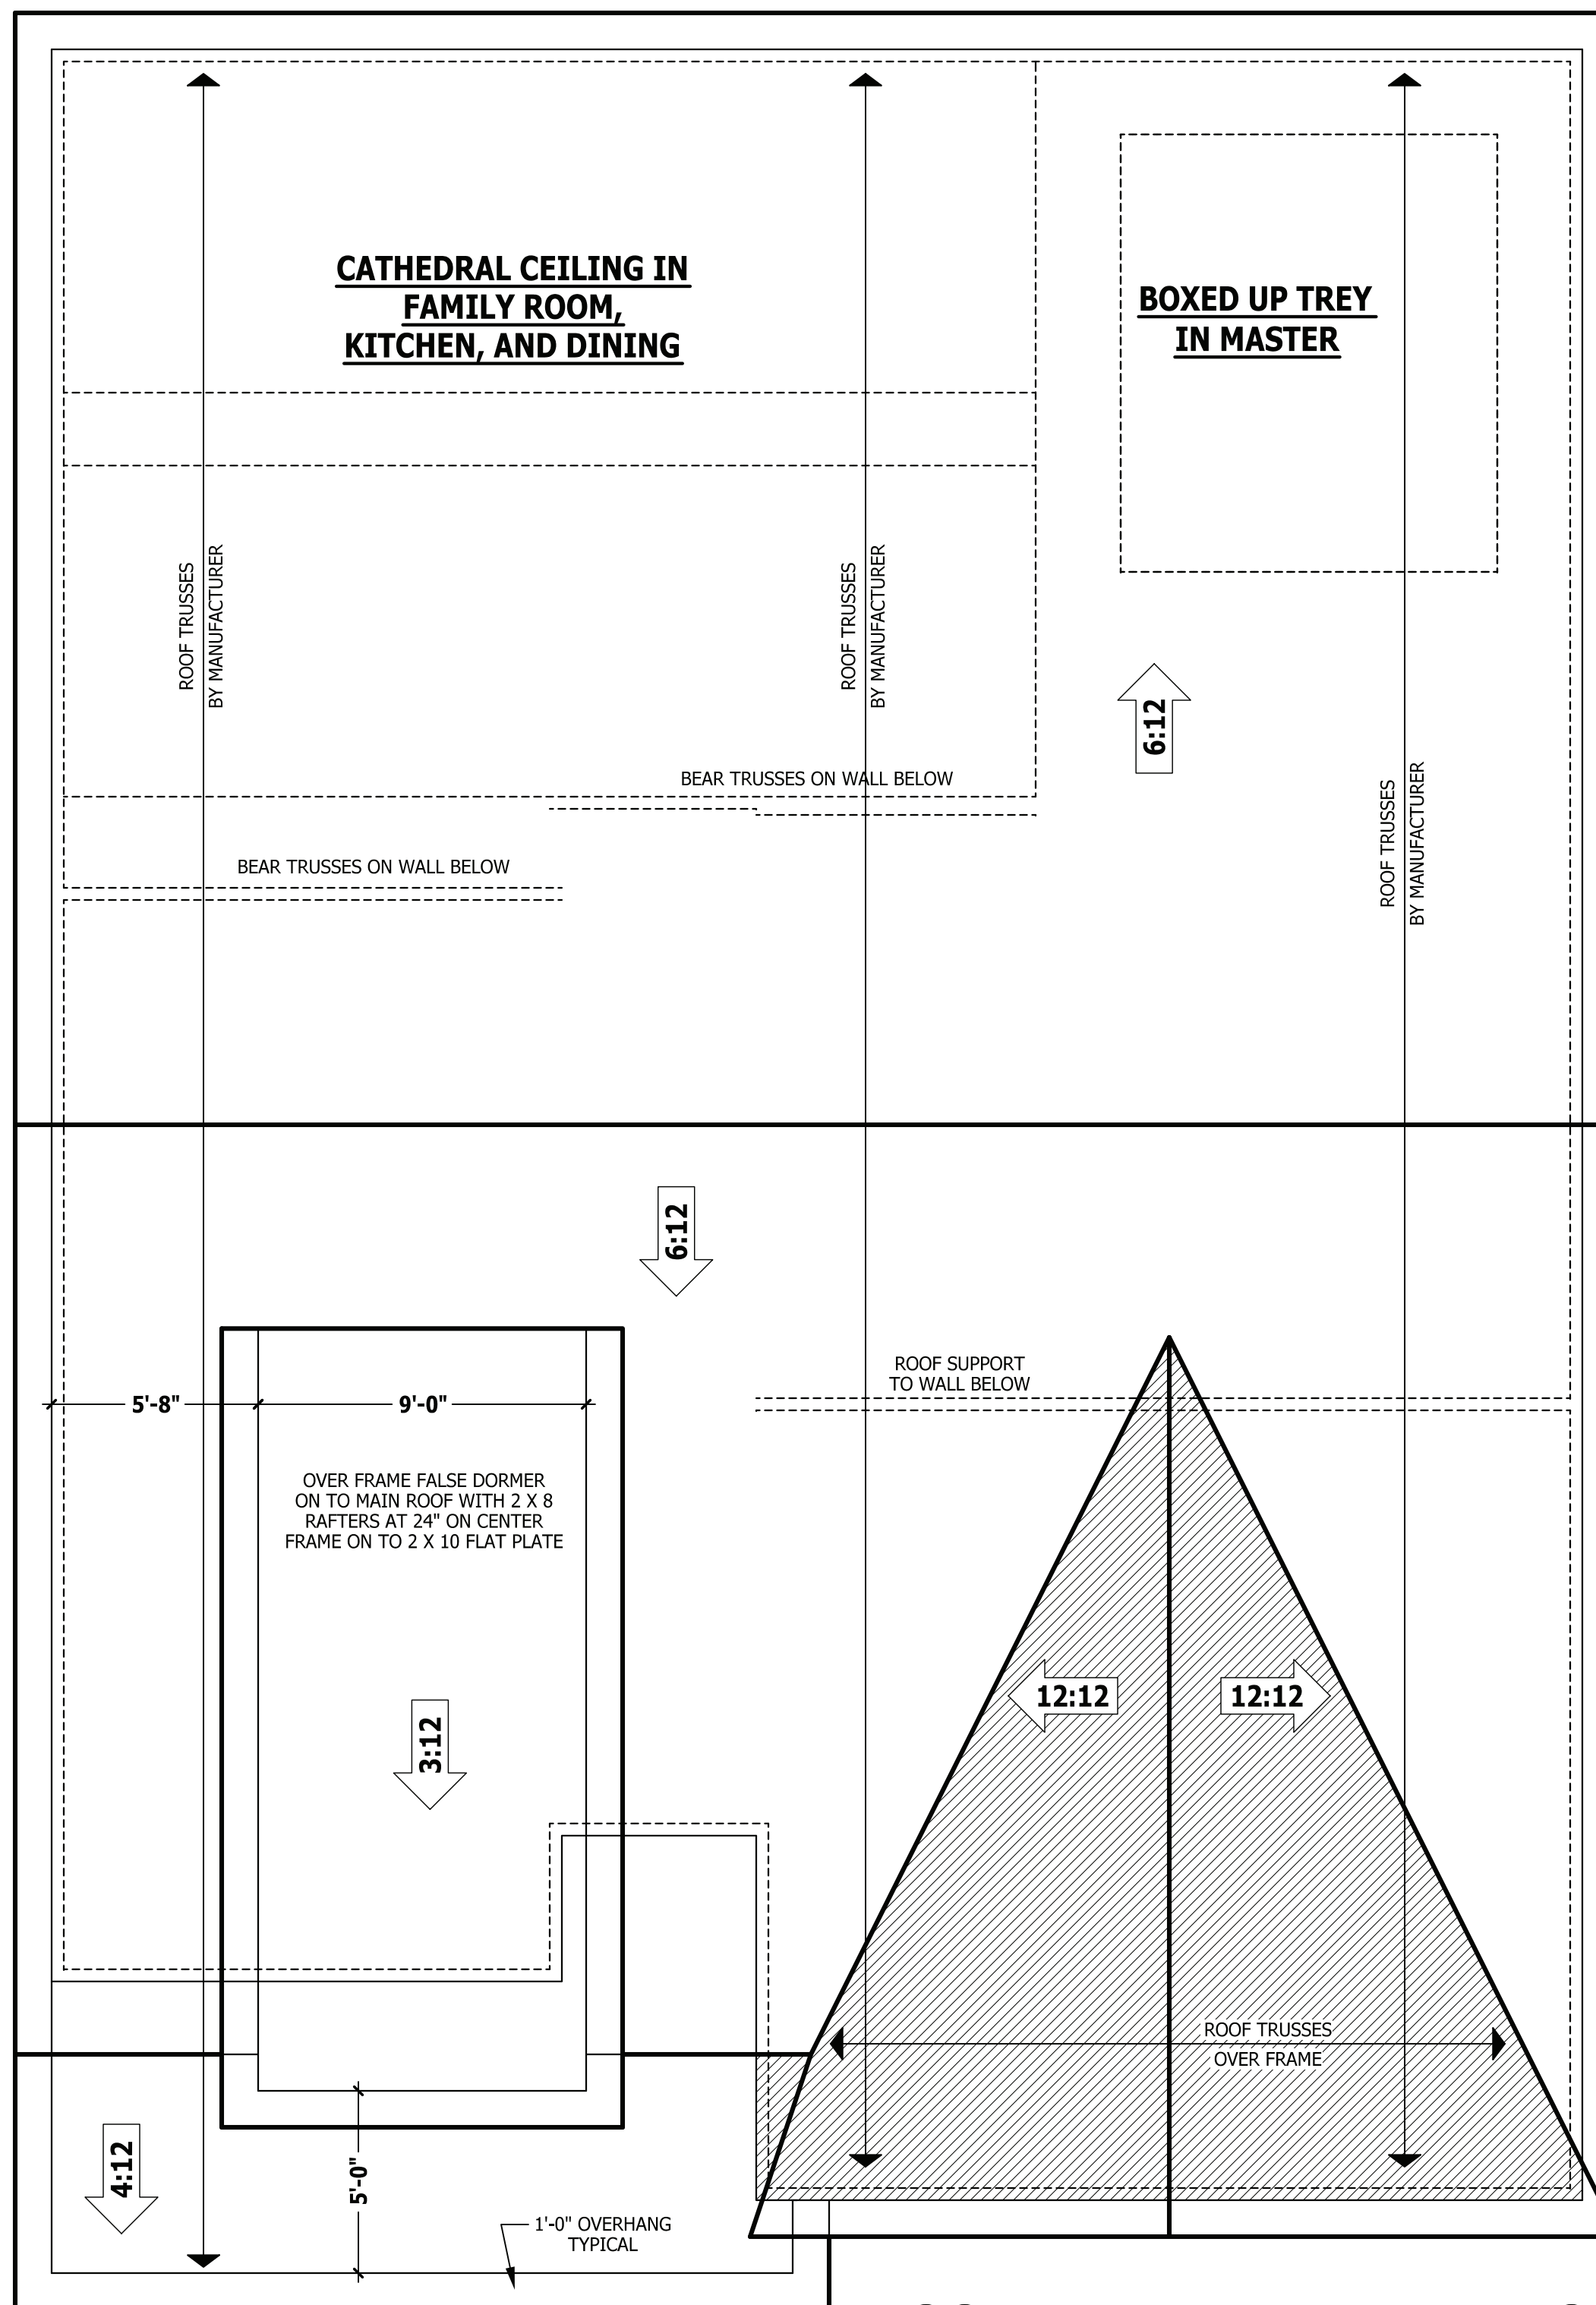 CATHEDRAL CEILING IN
FAMILY ROOM,
KITCHEN, AND DINING
BOXED UP TREY
IN MASTER
ROOF TRUSSES
BY MANUFACTURER
ROOF TRUSSES
BY MANUFACTURER
6:12
BEAR TRUSSES ON WALL BELOW
ROOF TRUSSES
BY MANUFACTURER
BEAR TRUSSES ON WALL BELOW
6:12
ROOF SUPPORT
TO WALL BELOW
5'-8"
9'-0"
OVER FRAME FALSE DORMER
ON TO MAIN ROOF WITH 2 X 8
RAFTERS AT 24" ON CENTER
FRAME ON TO 2 X 10 FLAT PLATE
12:12
12:12
3:12
ROOF TRUSSES
OVER FRAME
4:12
5'-0"
1'-0" OVERHANG
TYPICAL